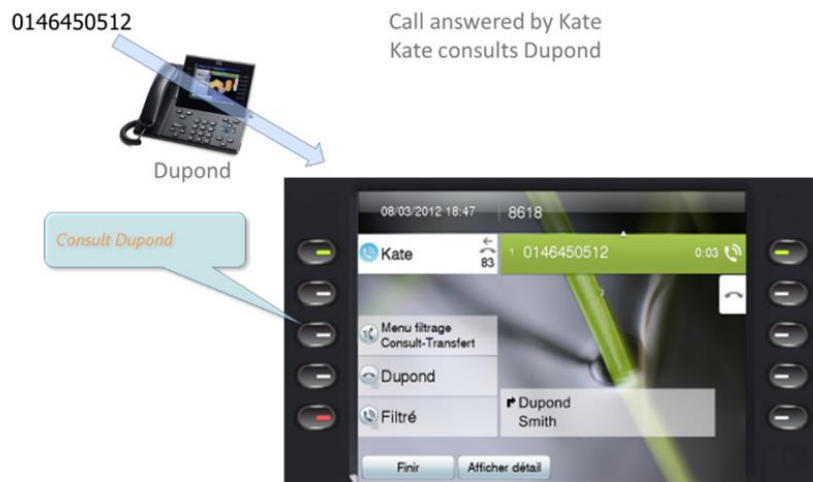 0146450512
Call answered by Kate
Kate consults Dupond
Dupond
Consult Dupond
08/03/2012 18:47
8618
Kate
83
1 0146450512 0:03
2
Menu filtrage
Consult-Transfert
Dupond
Filtré
Dupond
Smith
Finir
Afficher détail